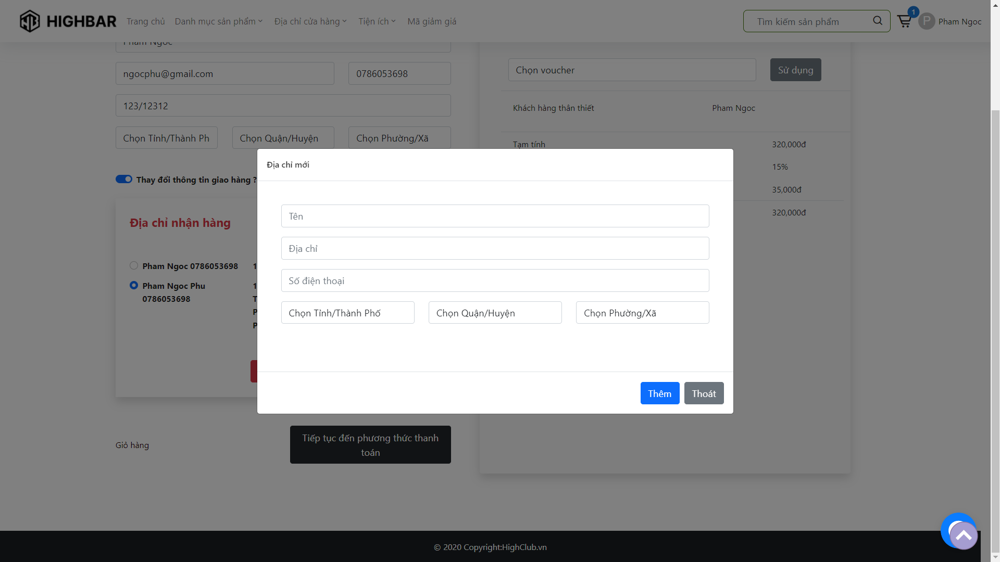 HIGHBAR
Trang chủ
Danh mục sản phẩm
Địa chỉ cửa hàng
Tiện ích
Mã giảm giá
Tìm kiếm sản phẩm
1
P
Pham Ngoc
Pham Ngoc
ngocphu@gmail.com
0786053698
123/12312
Chọn Tỉnh/Thành Ph
Chọn Quận/Huyện
Chọn Phường/Xã
Thay đổi thông tin giao hàng ?
Địa chỉ nhận hàng
Pham Ngoc 0786053698
1
Pham Ngoc Phu
0786053698
1
T
P
P
Giỏ hàng
Tiếp tục đến phương thức thanh
toán
Chọn voucher
Sử dụng
Khách hàng thân thiết
Pham Ngoc
Tạm tính
320,000đ
15%
35,000đ
320,000đ
Địa chỉ mới
Tên
Địa chỉ
Số điện thoại
Chọn Tỉnh/Thành Phố
Chọn Quận/Huyện
Chọn Phường/Xã
Thêm
Thoát
© 2020 Copyright:HighClub.vn